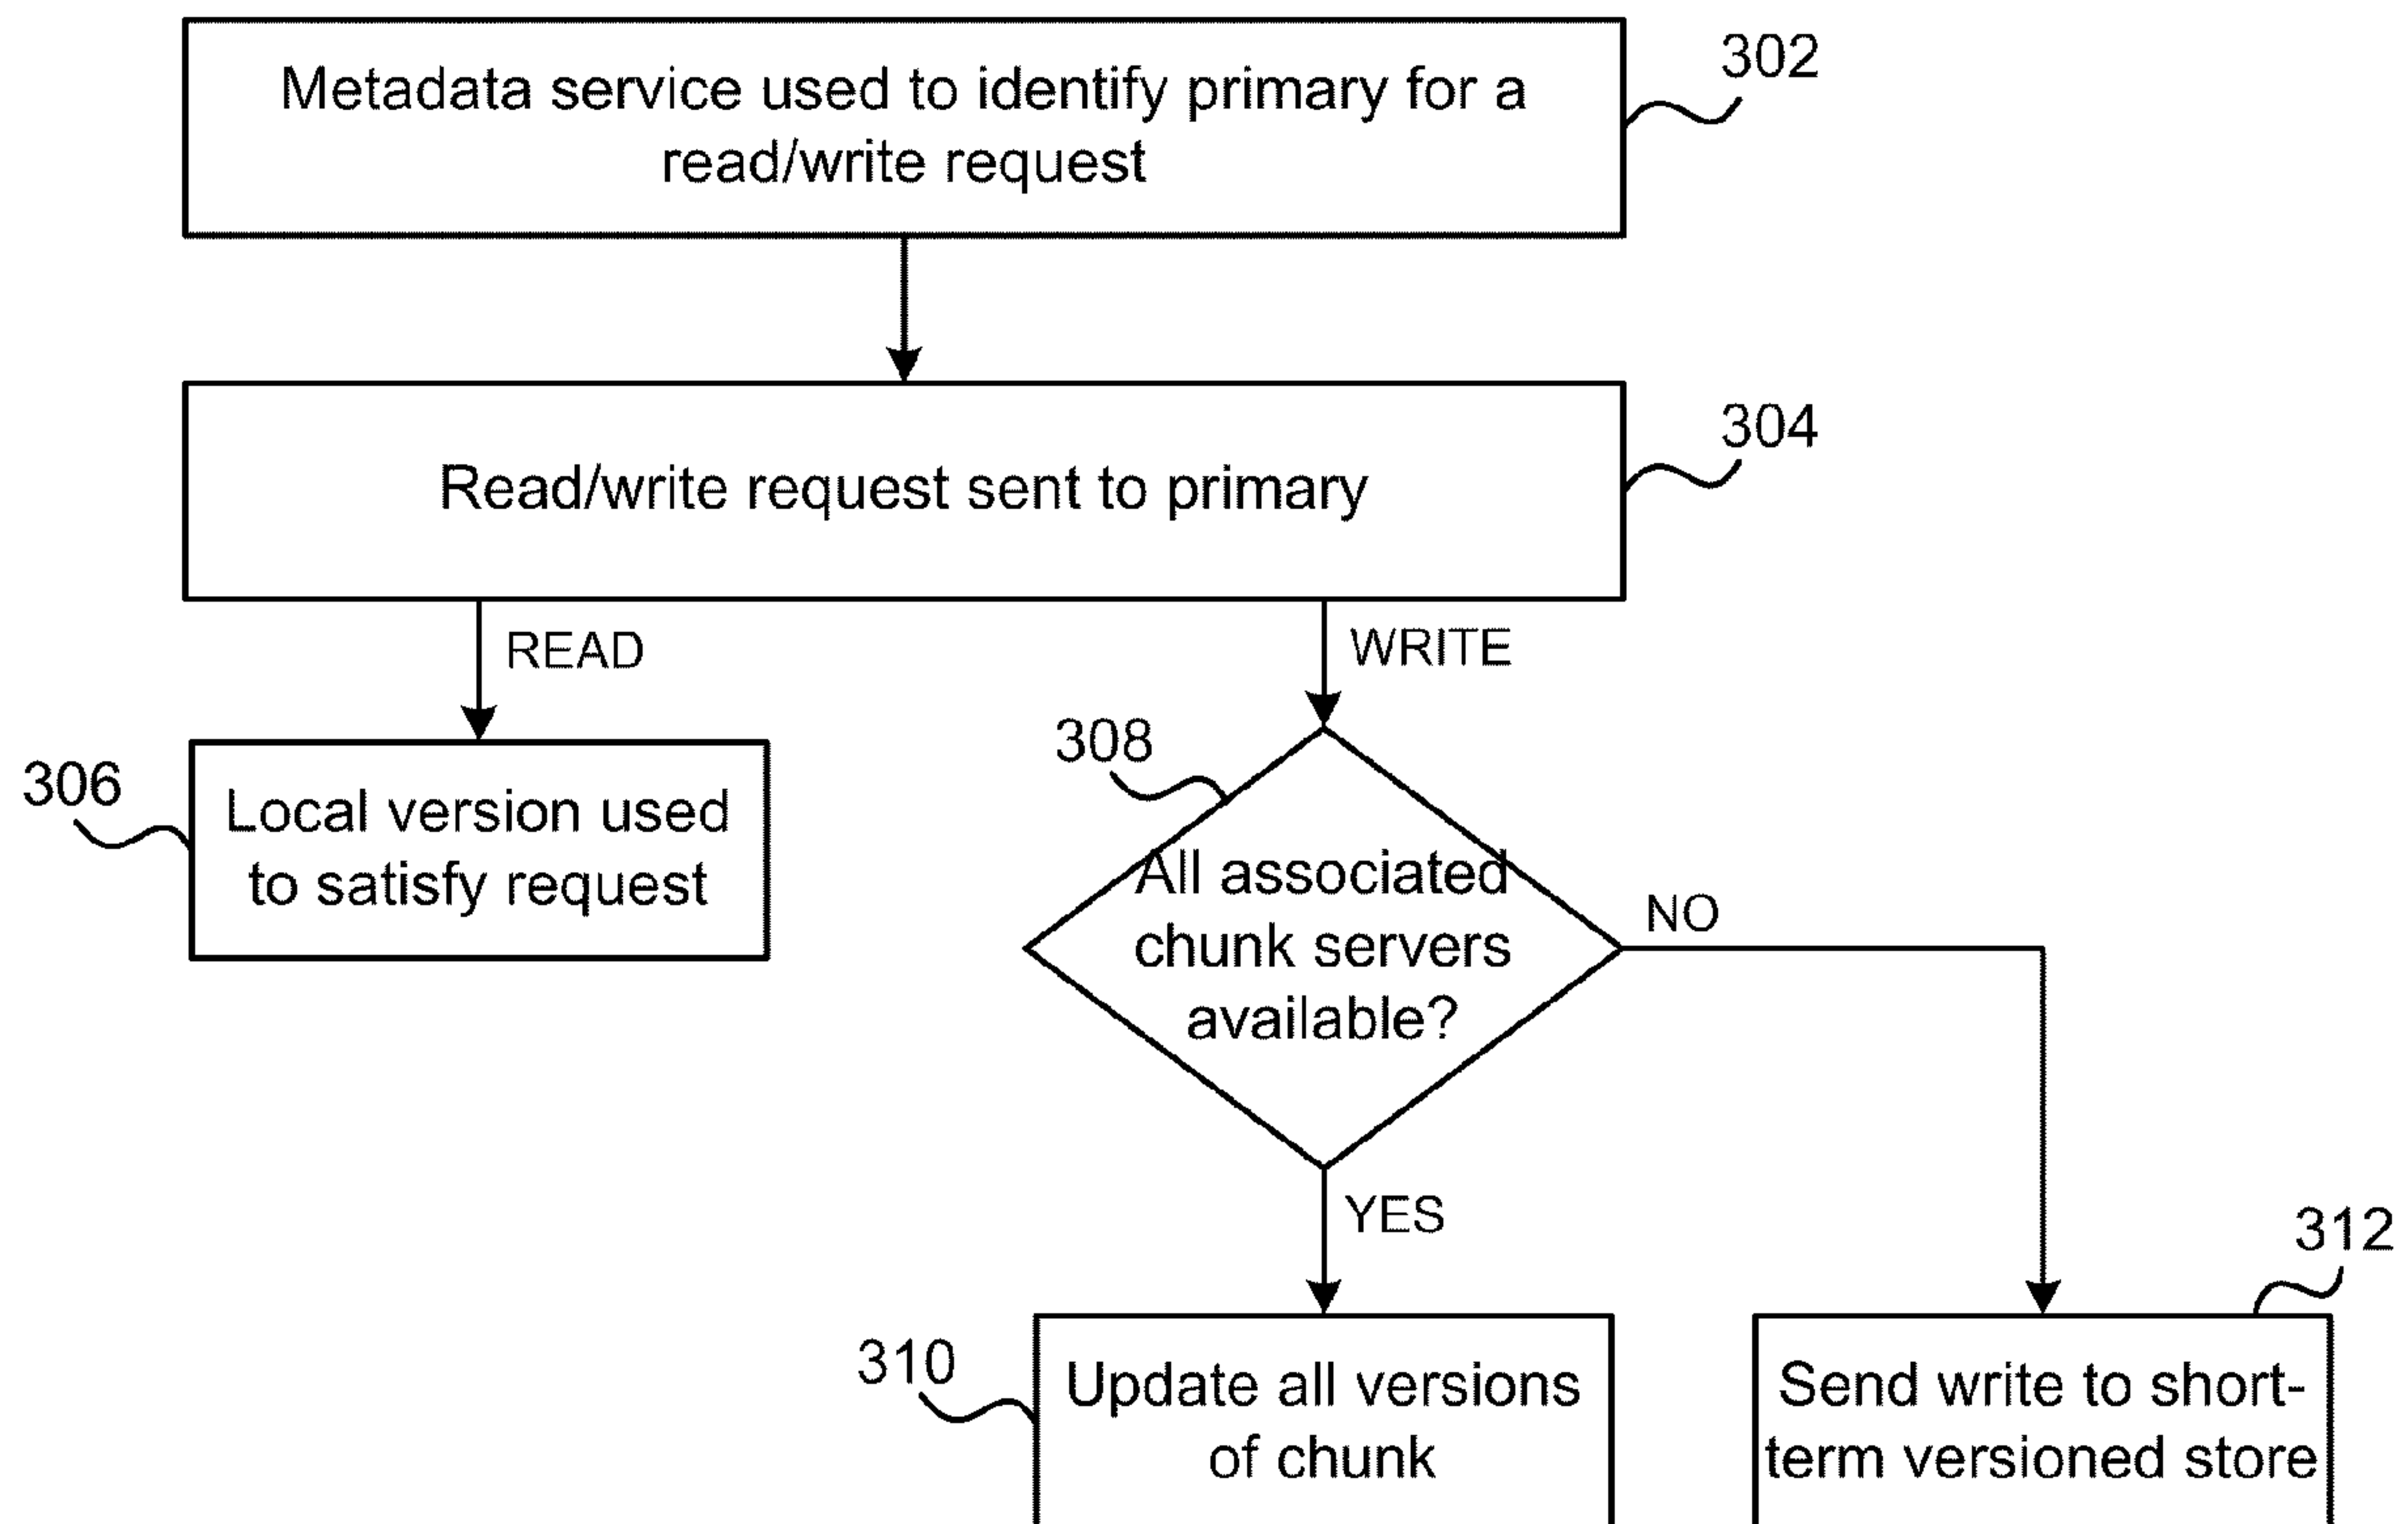 Metadata service used to identify primary for a
read/write request
302
Read/write request sent to primary
304
READ
WRITE
306
Local version used
to satisfy request
308
All associated
chunk servers
available?
NO
YES
310
Update all versions
of chunk
312
Send write to short-
term versioned store